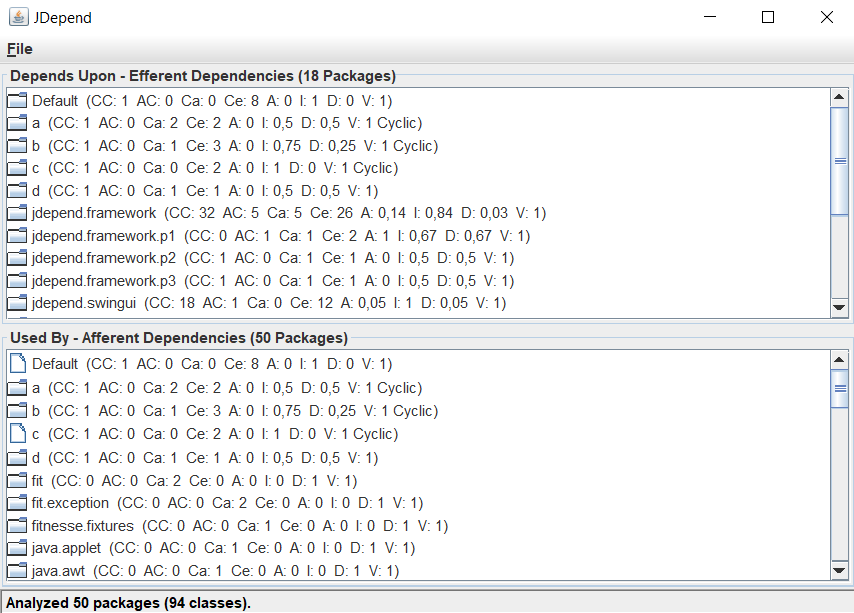 JDepend
File
Depends Upon - Efferent Dependencies (18 Packages)
Default (CC: 1 AC: 0 Ca: 0 Ce: 8 A: 0 I: 1 D: 0 V: 1)
a (CC: 1 AC: 0 Ca: 2 Ce: 2 A: 0 I: 0,5 D: 0,5 V: 1 Cyclic)
b (CC: 1 AC: 0 Ca: 1 Ce: 3 A: 0 I: 0,75 D: 0,25 V: 1 Cyclic)
c (CC: 1 AC: 0 Ca: 0 Ce: 2 A: 0 I: 1 D: 0 V: 1 Cyclic)
d (CC: 1 AC: 0 Ca: 1 Ce: 1 A: 0 I: 0,5 D: 0,5 V: 1)
jdepend.framework (CC: 32 AC: 5 Ca: 5 Ce: 26 A: 0,14 I: 0,84 D: 0,03 V: 1)
jdepend.framework.p1 (CC: 0 AC: 1 Ca: 1 Ce: 2 A: 1 I: 0,67 D: 0,67 V: 1)
jdepend.framework.p2 (CC: 1 AC: 0 Ca: 1 Ce: 1 A: 0 I: 0,5 D: 0,5 V: 1)
jdepend.framework.p3 (CC: 1 AC: 0 Ca: 1 Ce: 1 A: 0 I: 0,5 D: 0,5 V: 1)
jdepend.swingui (CC: 18 AC: 1 Ca: 0 Ce: 12 A: 0,05 I: 1 D: 0,05 V: 1)
Used By - Afferent Dependencies (50 Packages)
Default (CC: 1 AC: 0 Ca: 0 Ce: 8 A: 0 I: 1 D: 0 V: 1)
a (CC: 1 AC: 0 Ca: 2 Ce: 2 A: 0 I: 0,5 D: 0,5 V: 1 Cyclic)
b (CC: 1 AC: 0 Ca: 1 Ce: 3 A: 0 I: 0,75 D: 0,25 V: 1 Cyclic)
c (CC: 1 AC: 0 Ca: 0 Ce: 2 A: 0 I: 1 D: 0 V: 1 Cyclic)
d (CC: 1 AC: 0 Ca: 1 Ce: 1 A: 0 I: 0,5 D: 0,5 V: 1)
fit (CC: 0 AC: 0 Ca: 2 Ce: 0 A: 0 I: 0 D: 1 V: 1)
fit.exception (CC: 0 AC: 0 Ca: 2 Ce: 0 A: 0 I: 0 D: 1 V: 1)
fitnesse.fixtures (CC: 0 AC: 0 Ca: 1 Ce: 0 A: 0 I: 0 D: 1 V: 1)
java.applet (CC: 0 AC: 0 Ca: 1 Ce: 0 A: 0 I: 0 D: 1 V: 1)
java.awt (CC: 0 AC: 0 Ca: 1 Ce: 0 A: 0 I: 0 D: 1 V: 1)
Analyzed 50 packages (94 classes).